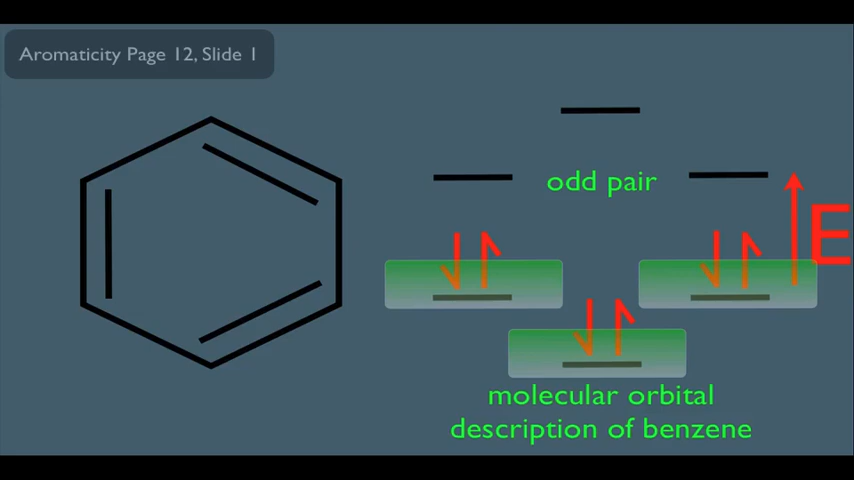 Aromaticity Page 12, Slide 1
odd pair
E
molecular orbital
description of benzene